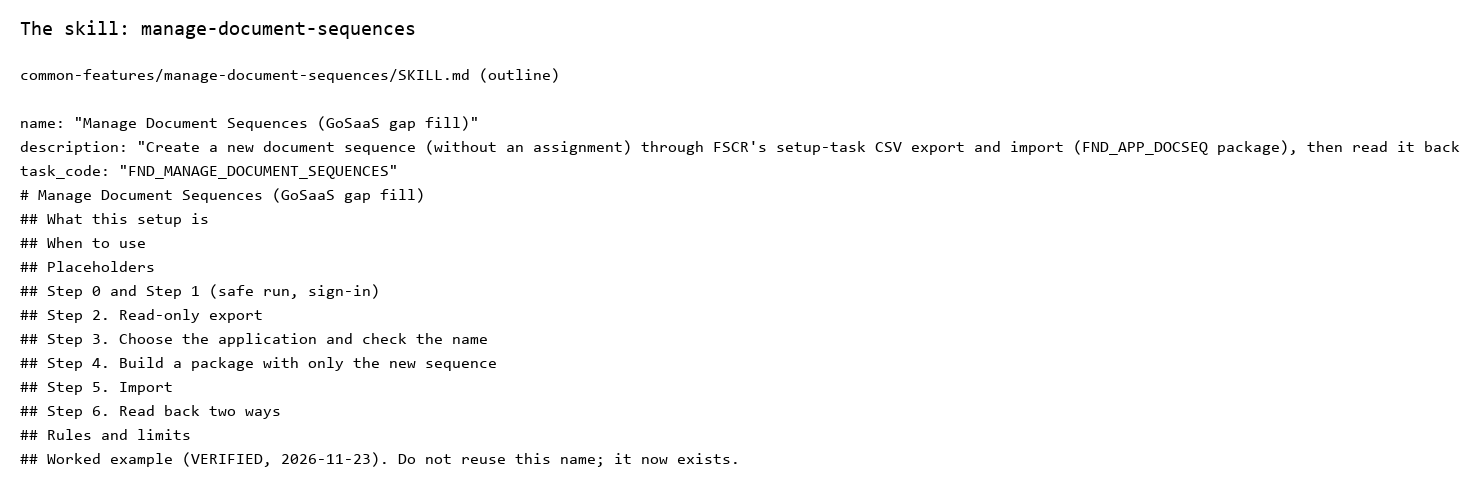 The skill: manage-document-sequences
common-features/manage-document-sequences/SKILL.md (outline)
name: "Manage Document Sequences (GoSaaS gap fill)"
description: "Create a new document sequence (without an assignment) through FSCR's setup-task CSV export and import (FND_APP_DOCSEQ package), then read it back
task_code: "FND_MANAGE_DOCUMENT_SEQUENCES"
# Manage Document Sequences (GoSaaS gap fill)
## What this setup is
## When to use
## Placeholders
## Step 0 and Step 1 (safe run, sign-in)
## Step 2. Read-only export
## Step 3. Choose the application and check the name
## Step 4. Build a package with only the new sequence
## Step 5. Import
## Step 6. Read back two ways
## Rules and limits
## Worked example (VERIFIED, 2026-11-23). Do not reuse this name; it now exists.